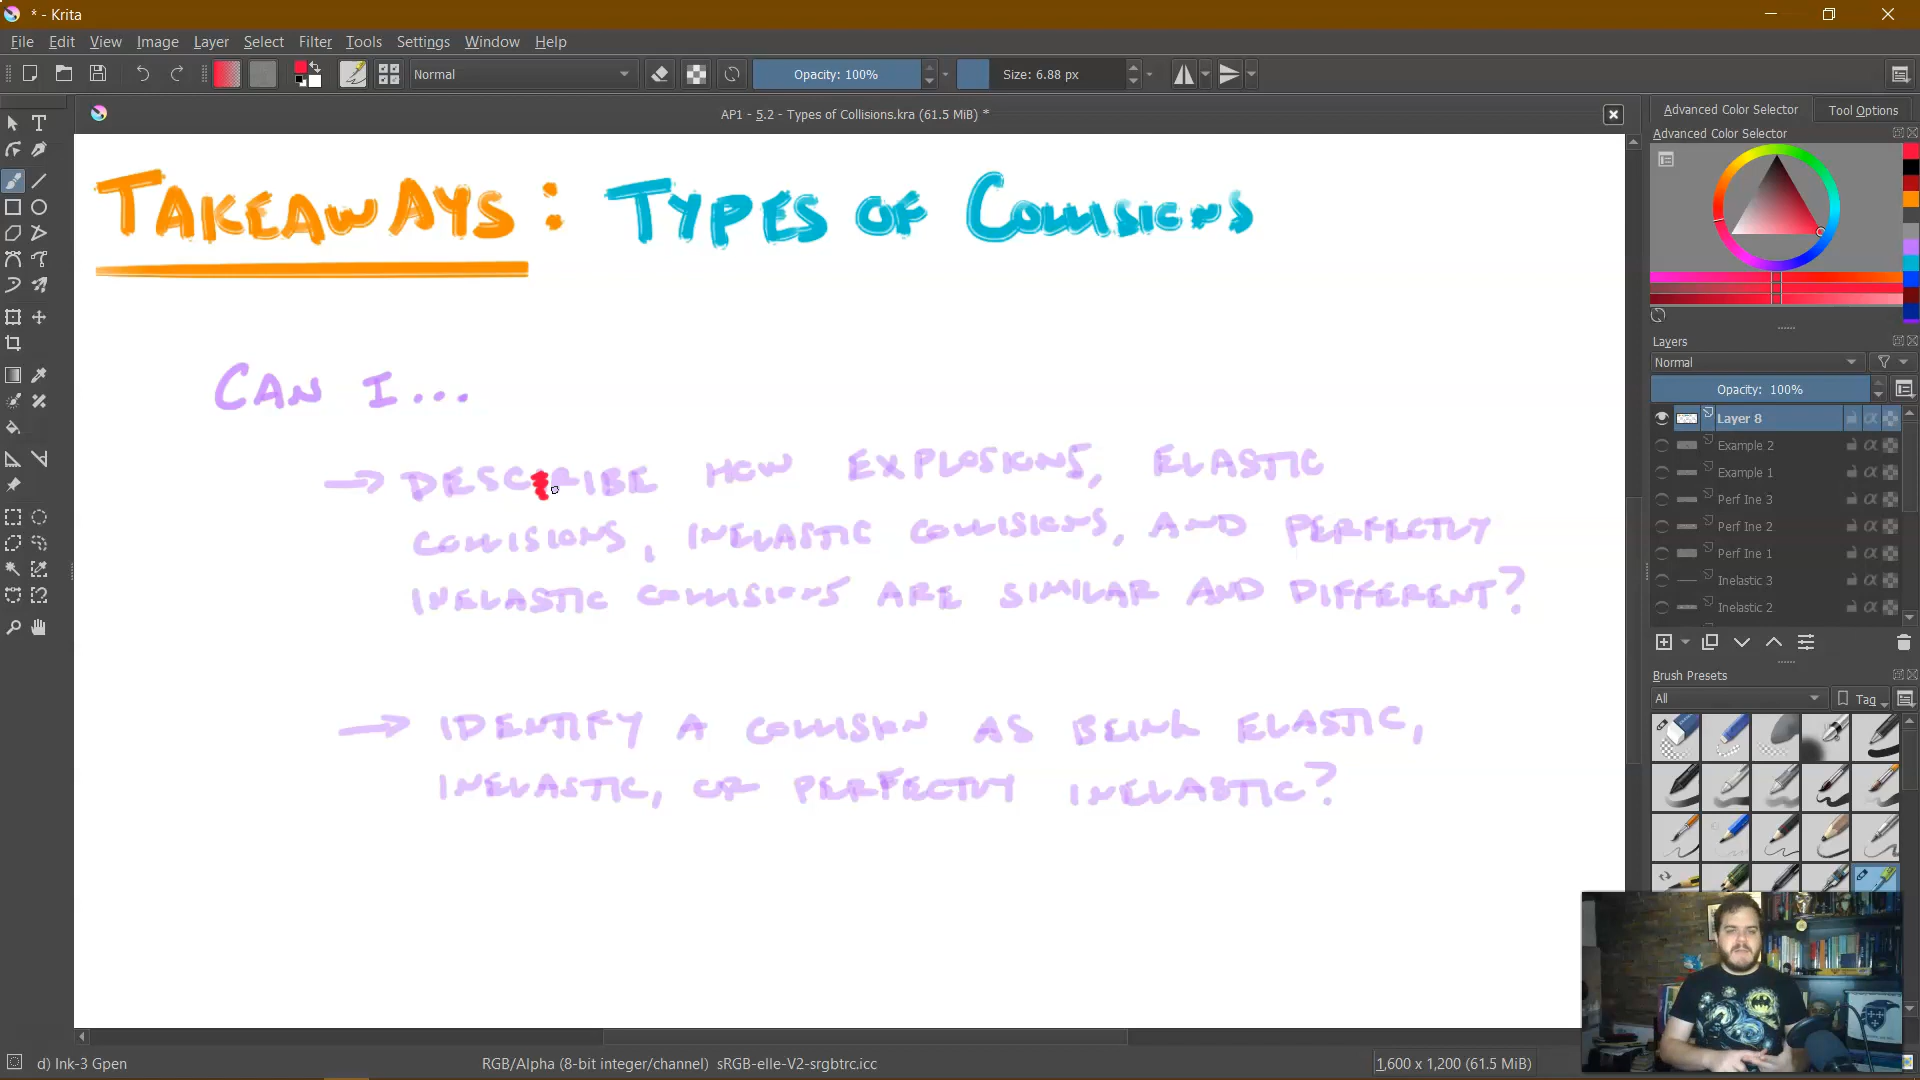 * - Krita
File Edit View Image Layer Select Filter Tools Settings Window Help
Normal Opacity: 100% Size: 6.88 px
AP1 - 5.2 - Types of Collisions.kra (61.5 MiB) *
TAKEAWAYS: TYPES OF COLLISIONS
CAN I...
→ DESCRIBE HOW EXPLOSIONS, ELASTIC
COLLISIONS, INELASTIC COLLISIONS, AND PERFECTLY
INELASTIC COLLISIONS ARE SIMILAR AND DIFFERENT?
→ IDENTIFY A COLLISION AS BEING ELASTIC,
INELASTIC, OR PERFECTLY INELASTIC?
Advanced Color Selector Tool Options
Advanced Color Selector
Layers
Normal
Opacity: 100%
Layer 8
Example 2
Example 1
Perf Ine 3
Perf Ine 2
Perf Ine 1
Inelastic 3
Inelastic 2
Brush Presets
All Tag
d) Ink-3 Gpen RGB/Alpha (8-bit integer/channel) sRGB-elle-V2-srgbtrc.icc 1,600 x 1,200 (61.5 MiB)